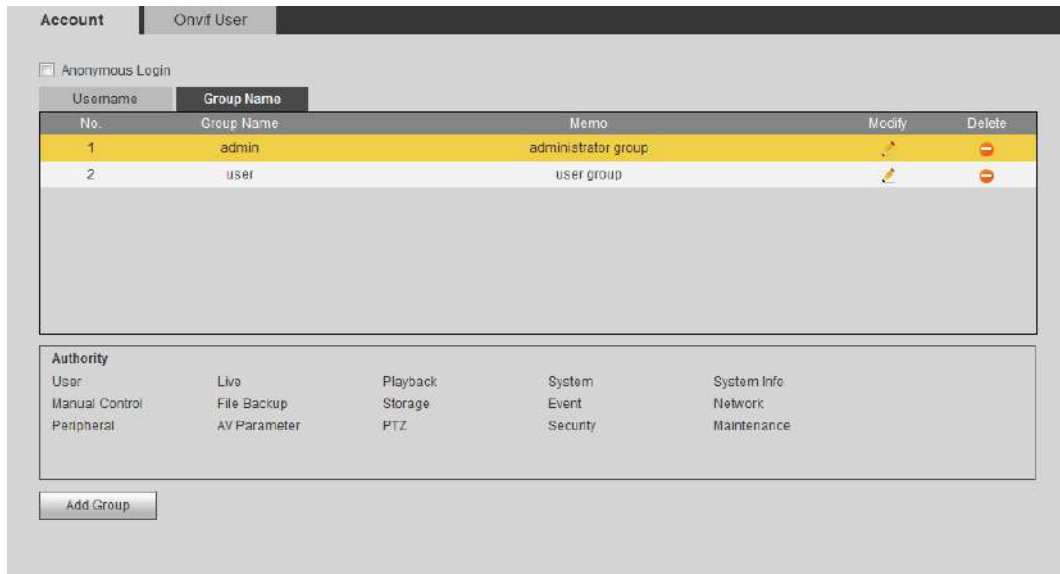 Account Onvif User
Anonymous Login
Username Group Name
No. Group Name Memo Modify Delete
1 admin administrator group
2 user user group
Authority
User Live Playback System System Info
Manual Control File Backup Storage Event Network
Peripheral AV Parameter PTZ Security Maintenance
Add Group